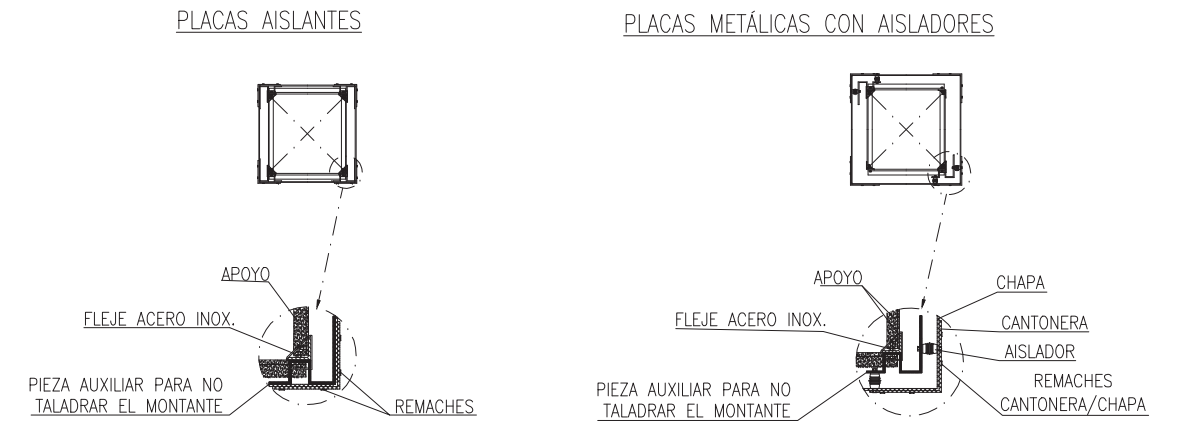 PLACAS AISLANTES
APOYO
FLEJE ACERO INOX.
PIEZA AUXILIAR PARA NO
TALADRAR EL MONTANTE
REMACHES
PLACAS METÁLICAS CON AISLADORES
APOYO
CHAPA
FLEJE ACERO INOX.
CANTONERA
AISLADOR
PIEZA AUXILIAR PARA NO
TALADRAR EL MONTANTE
REMACHES
CANTONERA/CHAPA